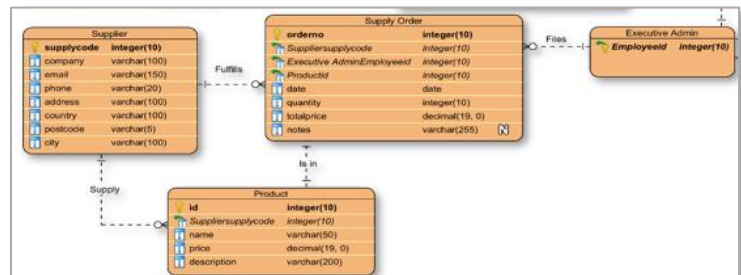 Supplier
supplycode integer(10)
company varchar(100)
email varchar(150)
phone varchar(20)
address varchar(100)
country varchar(100)
postcode varchar(5)
city varchar(100)
Fulfills
Supply Order
orderno integer(10)
Suppliersupplycode integer(10)
Executive AdminEmployeeid integer(10)
Productid integer(10)
date date
quantity integer(10)
totalprice decimal(19, 0)
notes varchar(255) N
Files
Executive Admin
Employeeid integer(10)
Supply
Is in
Product
id integer(10)
Suppliersupplycode integer(10)
name varchar(50)
price decimal(19, 0)
description varchar(200)